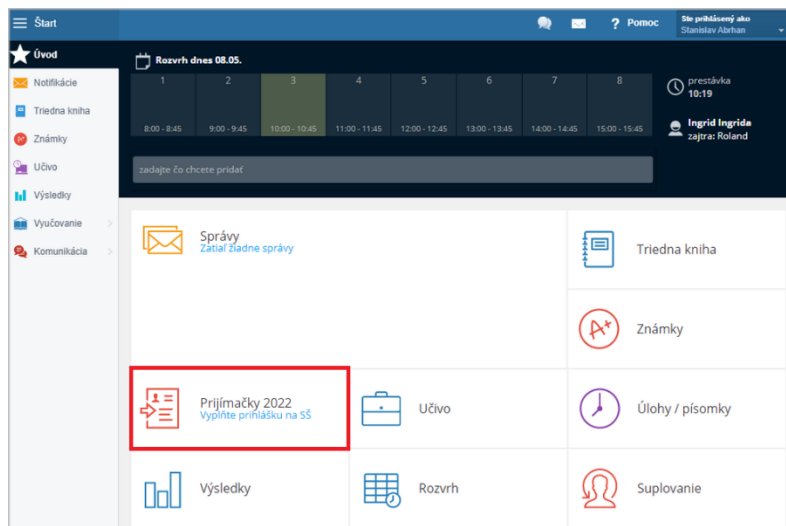 Štart
? Pomoc
Ste prihlásený ako
Stanislav Abrhan
Úvod
Notifikácie
Triedna kniha
Známky
Učivo
Výsledky
Vyučovanie
Komunikácia
Rozvrh dnes 08.05.
1 2 3 4 5 6 7 8
8:00 - 8:45 9:00 - 9:45 10:00 - 10:45 11:00 - 11:45 12:00 - 12:45 13:00 - 13:45 14:00 - 14:45 15:00 - 15:45
prestávka
10:19
Ingrid Ingrida
zajtra: Roland
zadajte čo chcete pridať
Správy
Zatiaľ žiadne správy
Triedna kniha
A+
Známky
Prijímačky 2022
Vyplňte prihlášku na SŠ
Učivo
Úlohy / písomky
Výsledky
Rozvrh
Suplovanie